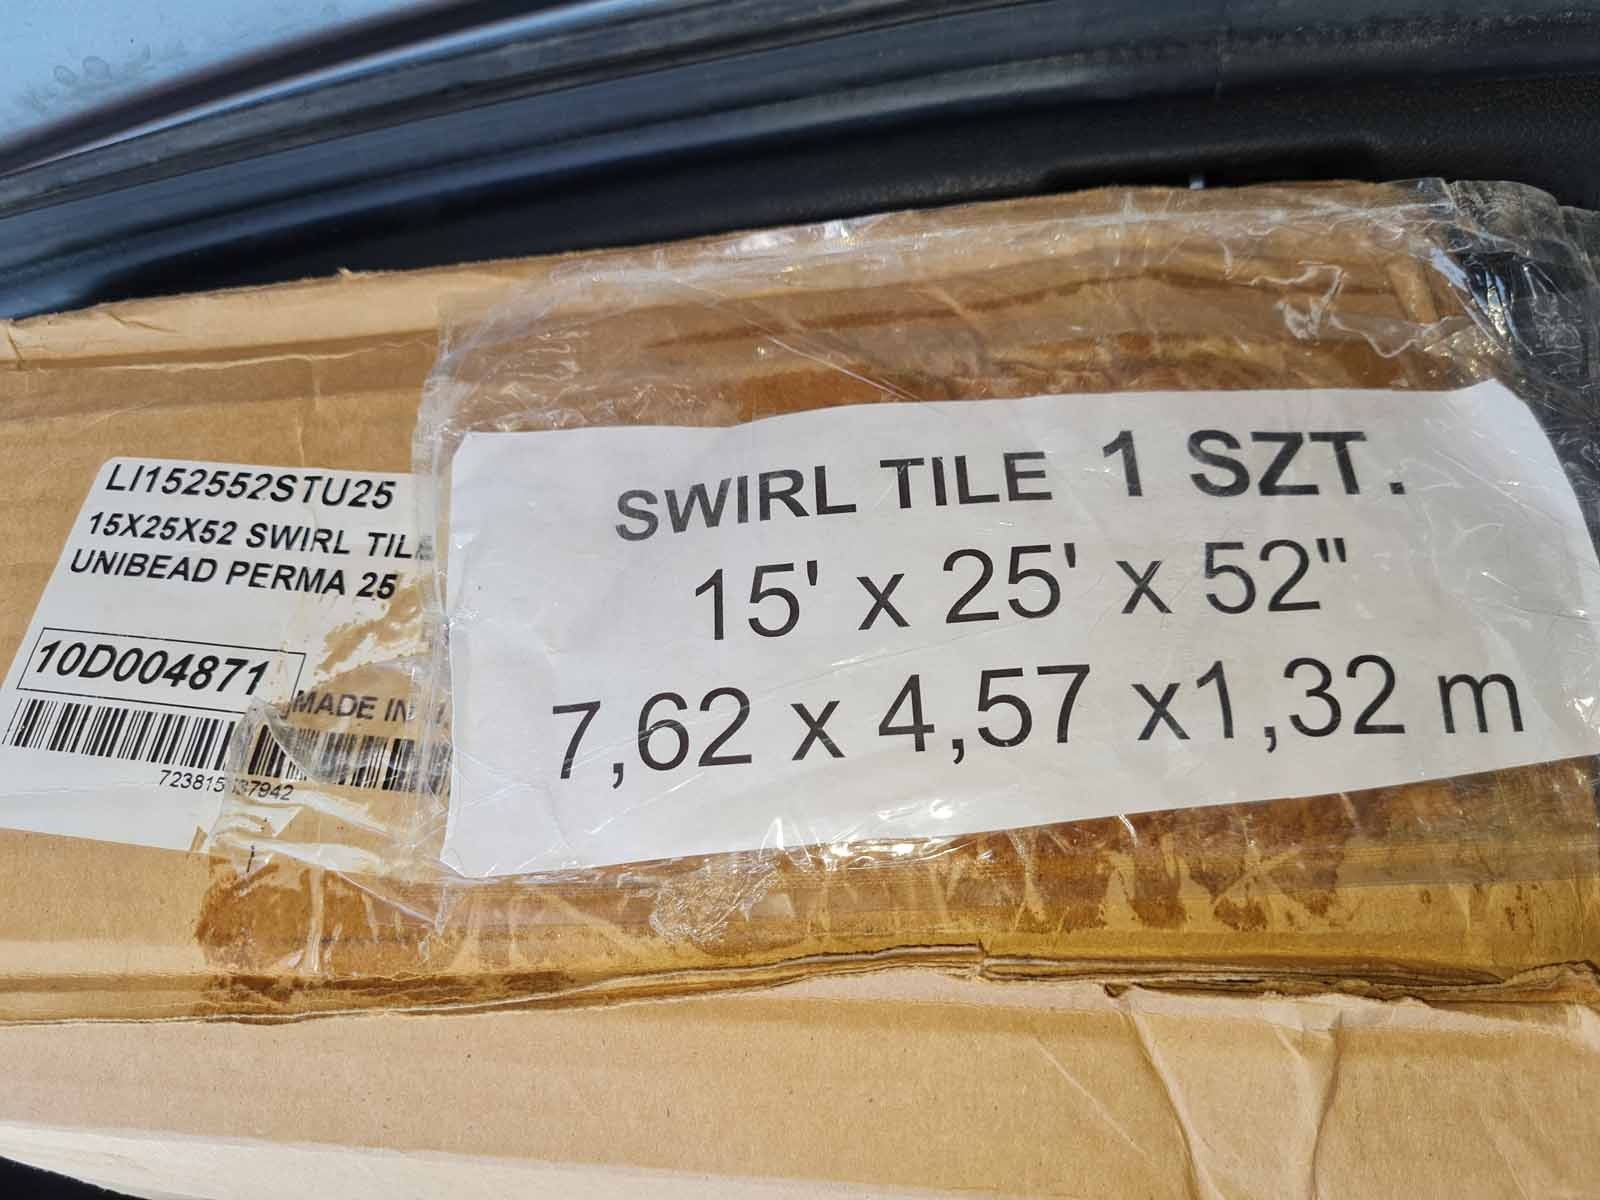 LI152552STU25
15X25X52 SWIRL TILE
UNIBEAD PERMA 25
10D004871
MADE IN
SWIRL TILE 1 SZT.
15' x 25' x 52"
7,62 x 4,57 x1,32 m